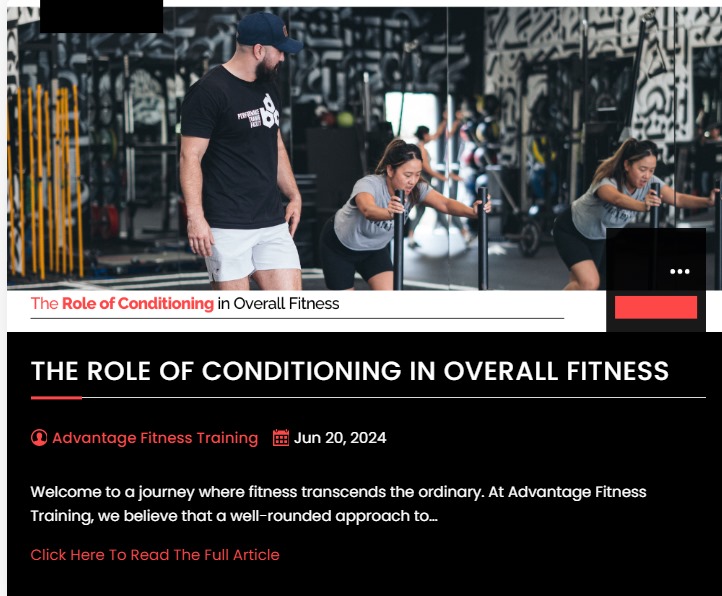 The Role of Conditioning in Overall Fitness
THE ROLE OF CONDITIONING IN OVERALL FITNESS
Advantage Fitness Training Jun 20, 2024
Welcome to a journey where fitness transcends the ordinary. At Advantage Fitness
Training, we believe that a well-rounded approach to...
Click Here To Read The Full Article